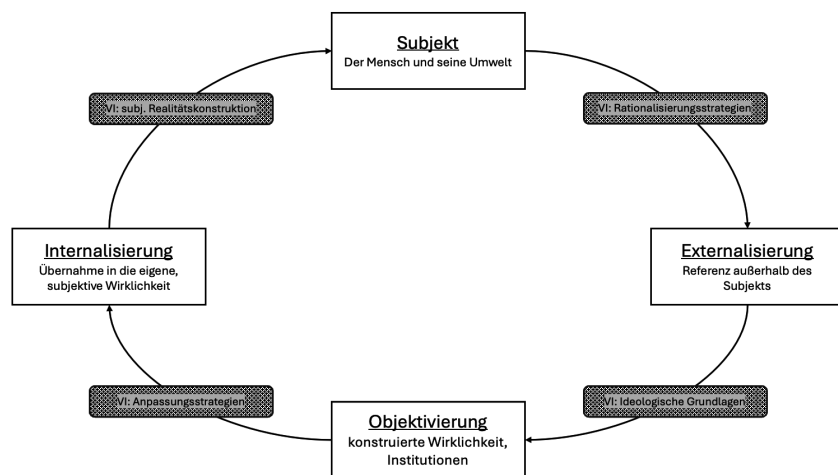 Subjekt
Der Mensch und seine Umwelt
VI: subj. Realitätskonstruktion
VI: Rationalisierungsstrategien
Internalisierung
Übernahme in die eigene,
subjektive Wirklichkeit
Externalisierung
Referenz außerhalb des
Subjekts
VI: Anpassungsstrategien
VI: Ideologische Grundlagen
Objektivierung
konstruierte Wirklichkeit,
Institutionen